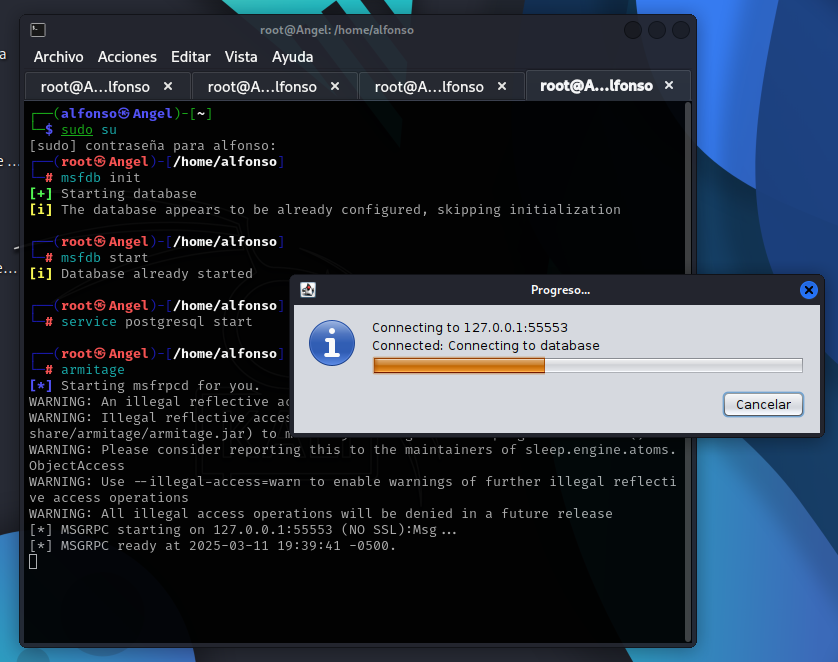 root@Angel: /home/alfonso
Archivo Acciones Editar Vista Ayuda
root@A...lfonso × root@A...lfonso × root@A...lfonso × root@A...lfonso ×
┌──(alfonso㉿Angel)-[~]
└─$ sudo su
[sudo] contraseña para alfonso:
┌──(root㉿Angel)-[/home/alfonso]
└─# msfdb init
[+] Starting database
[i] The database appears to be already configured, skipping initialization
┌──(root㉿Angel)-[/home/alfonso]
└─# msfdb start
[i] Database already started
┌──(root㉿Angel)-[/home/alfonso]
└─# service postgresql start
┌──(root㉿Angel)-[/home/alfonso]
└─# armitage
[*] Starting msfrpcd for you.
WARNING: An illegal reflective
WARNING: Illegal reflective
share/armitage/armitage.jar) to
WARNING: Please consider reporting this to the maintainers of sleep.engine.atoms.
ObjectAccess
WARNING: Use --illegal-access=warn to enable warnings of further illegal reflecti
ve access operations
WARNING: All illegal access operations will be denied in a future release
[*] MSGRPC starting on 127.0.0.1:55553 (NO SSL):Msg...
[*] MSGRPC ready at 2025-03-11 19:39:41 -0500.
Progreso...
Connecting to 127.0.0.1:55553
Connected: Connecting to database
Cancelar